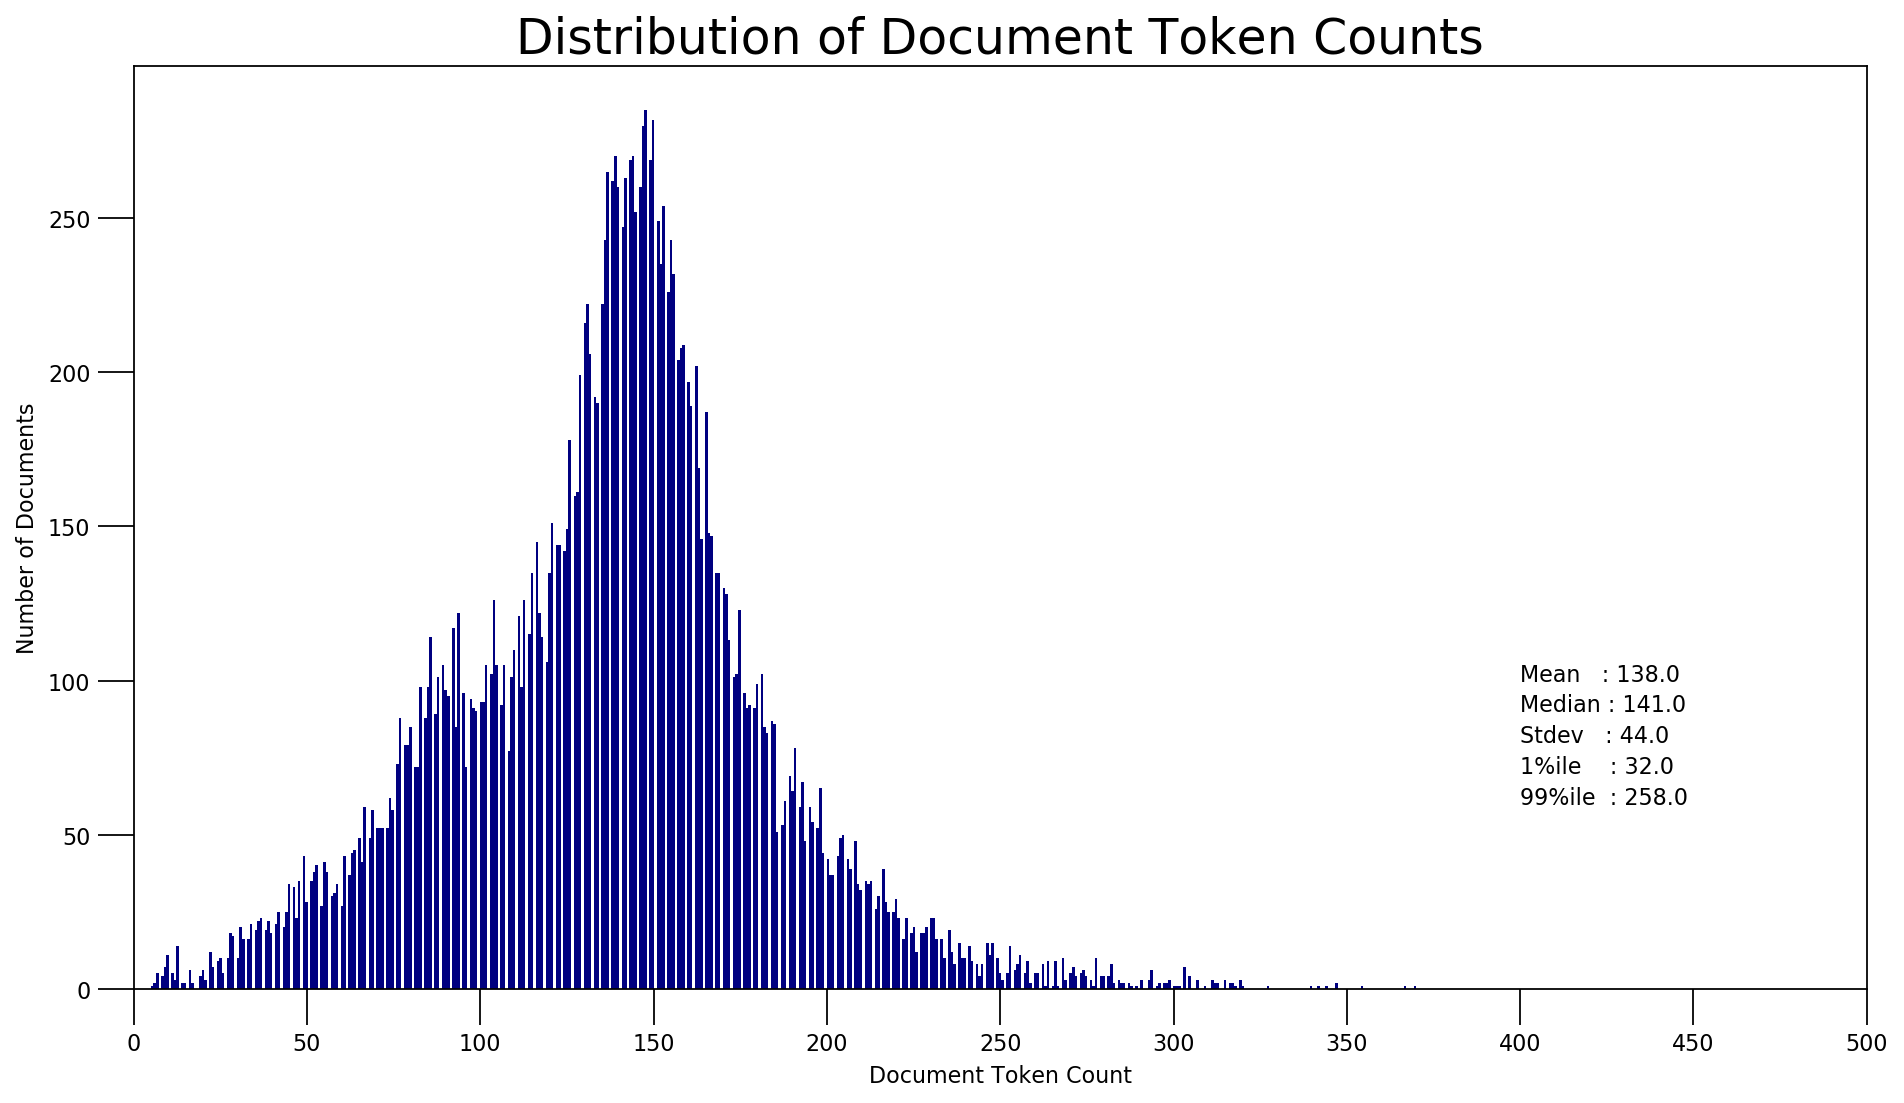 Distribution of Document Token Counts
Number of Documents
250
200
150
100
50
0
Mean   : 138.0
Median : 141.0
Stdev   : 44.0
1%ile    : 32.0
99%ile  : 258.0
0 50 100 150 200 250 300 350 400 450 500
Document Token Count